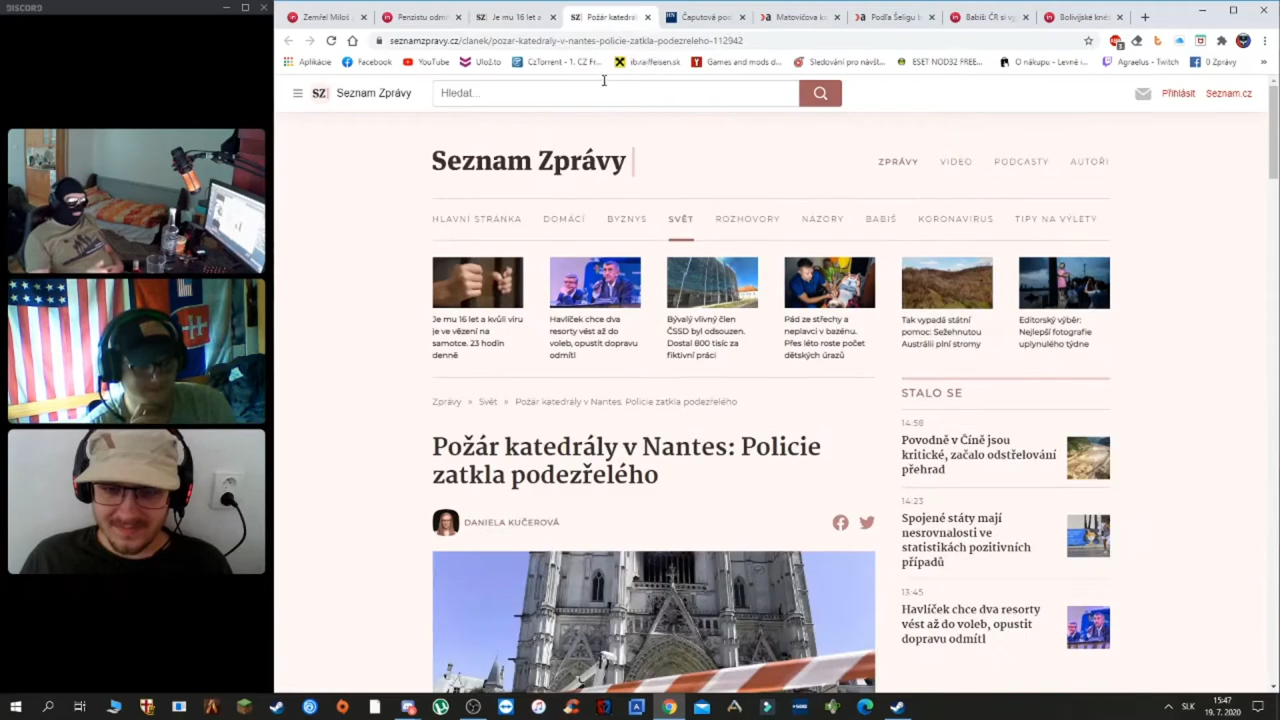 DISCORD
Zemřel Miloš
Penzistu odmí
Je mu 16 let a
Požár katedrál
Čaputová pod
Matovičova ka
Podľa Šeligu b
Babiš: ČR si vy
Bolívijské kněz
seznamzpravy.cz/clanek/pozar-katedraly-v-nantes-policie-zatkla-podezreleho-112942
Aplikácie
Facebook
YouTube
Ulož.to
CzTorrent - 1. CZ Fr...
ib.raiffeisen.sk
Games and mods d...
Sledování pro návšt...
ESET NOD32 FREE...
O nákupu - Levné i...
Agraelus - Twitch
0 Zprávy
»
SZ
Seznam Zprávy
Hledat...
Přihlásit
Seznam.cz
Seznam Zprávy
ZPRÁVY
VIDEO
PODCASTY
AUTOŘI
HLAVNÍ STRÁNKA
DOMÁCÍ
BYZNYS
SVĚT
ROZHOVORY
NÁZORY
BABIŠ
KORONAVIRUS
TIPY NA VÝLETY
Je mu 16 let a kvůli viru
je ve vězení na
samotce. 23 hodin
denně
Havlíček chce dva
resorty vést až do
voleb, opustit dopravu
odmítl
Bývalý vlivný člen
ČSSD byl odsouzen.
Dostal 800 tisíc za
fiktivní práci
Pád ze střechy a
neplavci v bazénu.
Přes léto roste počet
dětských úrazů
Tak vypadá státní
pomoc: Sežehnutou
Austrálii plní stromy
Editorský výběr:
Nejlepší fotografie
uplynulého týdne
Zprávy » Svět » Požár katedrály v Nantes: Policie zatkla podezřelého
Požár katedrály v Nantes: Policie
zatkla podezřelého
DANIELA KUČEROVÁ
STALO SE
14:58
Povodně v Číně jsou
kritické, začalo odstřelování
přehrad
14:23
Spojené státy mají
nesrovnalosti ve
statistikách pozitivních
případů
13:45
Havlíček chce dva resorty
vést až do voleb, opustit
dopravu odmítl
SLK
15:47
19. 7. 2020